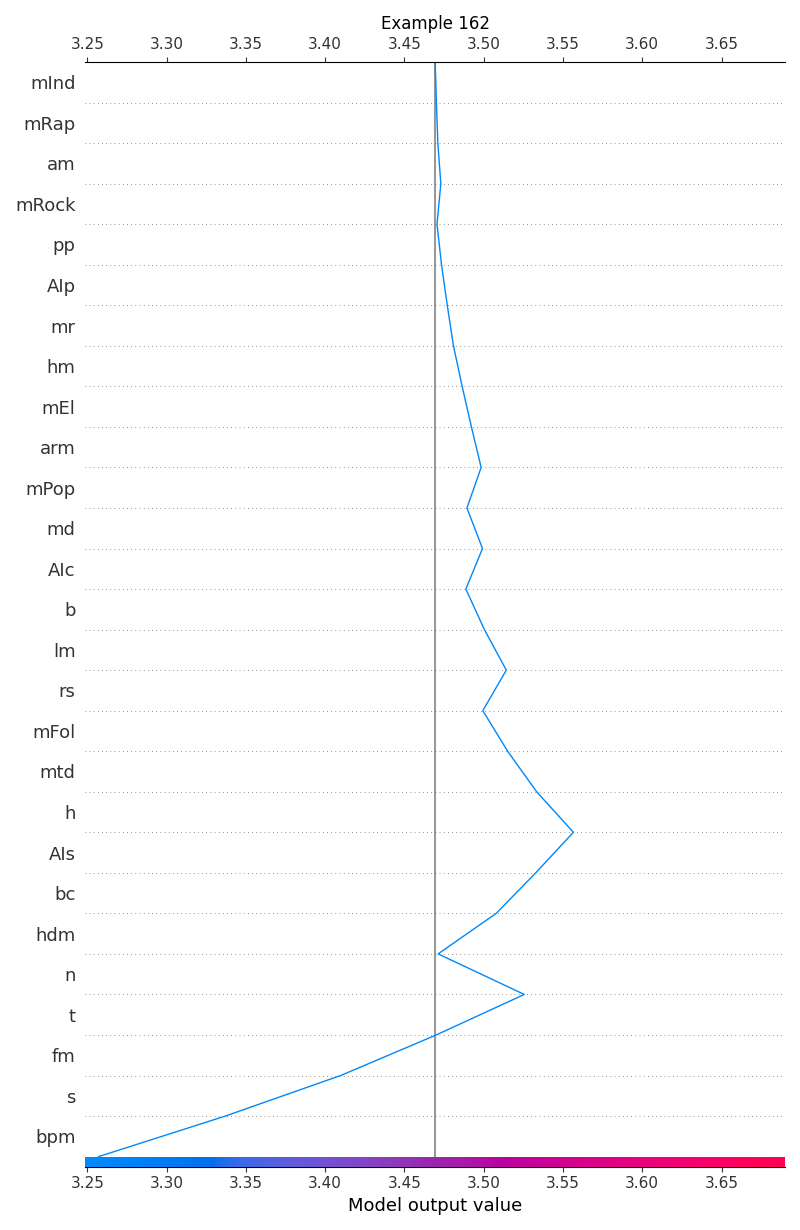 Example 162
3.25 3.30 3.35 3.40 3.45 3.50 3.55 3.60 3.65
mInd
mRap
am
mRock
pp
AIp
mr
hm
mEl
arm
mPop
md
AIc
b
lm
rs
mFol
mtd
h
AIs
bc
hdm
n
t
fm
s
bpm
3.25 3.30 3.35 3.40 3.45 3.50 3.55 3.60 3.65
Model output value